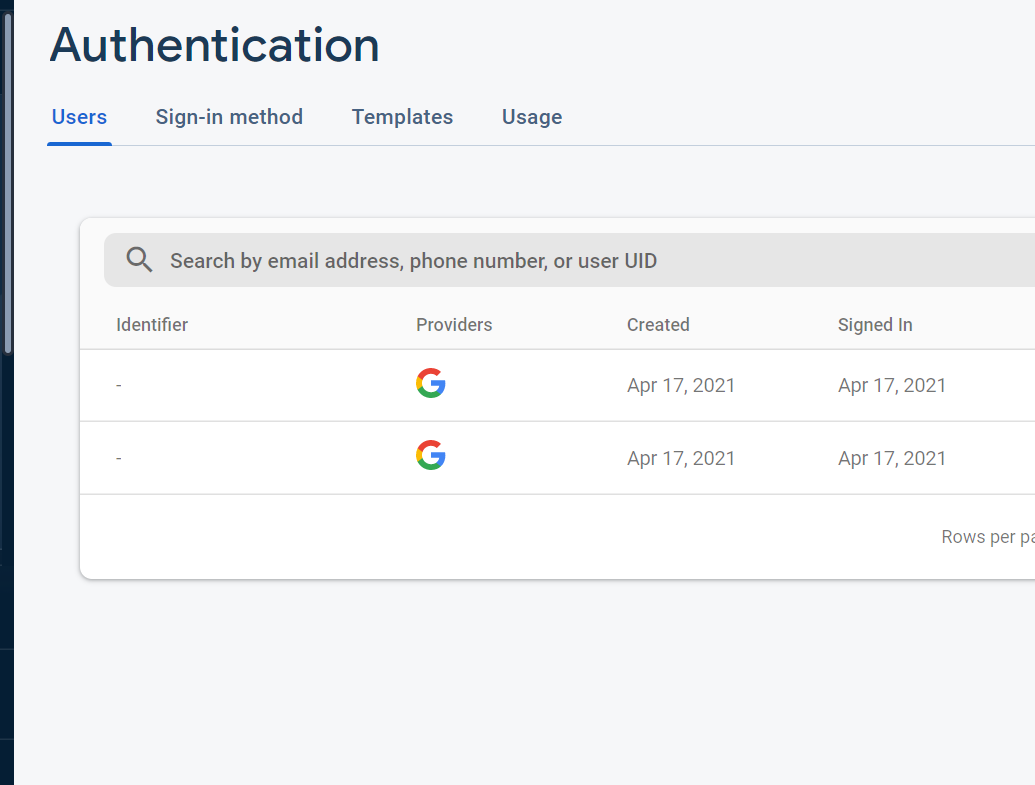 Authentication
Users Sign-in method Templates Usage
Search by email address, phone number, or user UID
Identifier Providers Created Signed In
- Apr 17, 2021 Apr 17, 2021
- Apr 17, 2021 Apr 17, 2021
Rows per pa